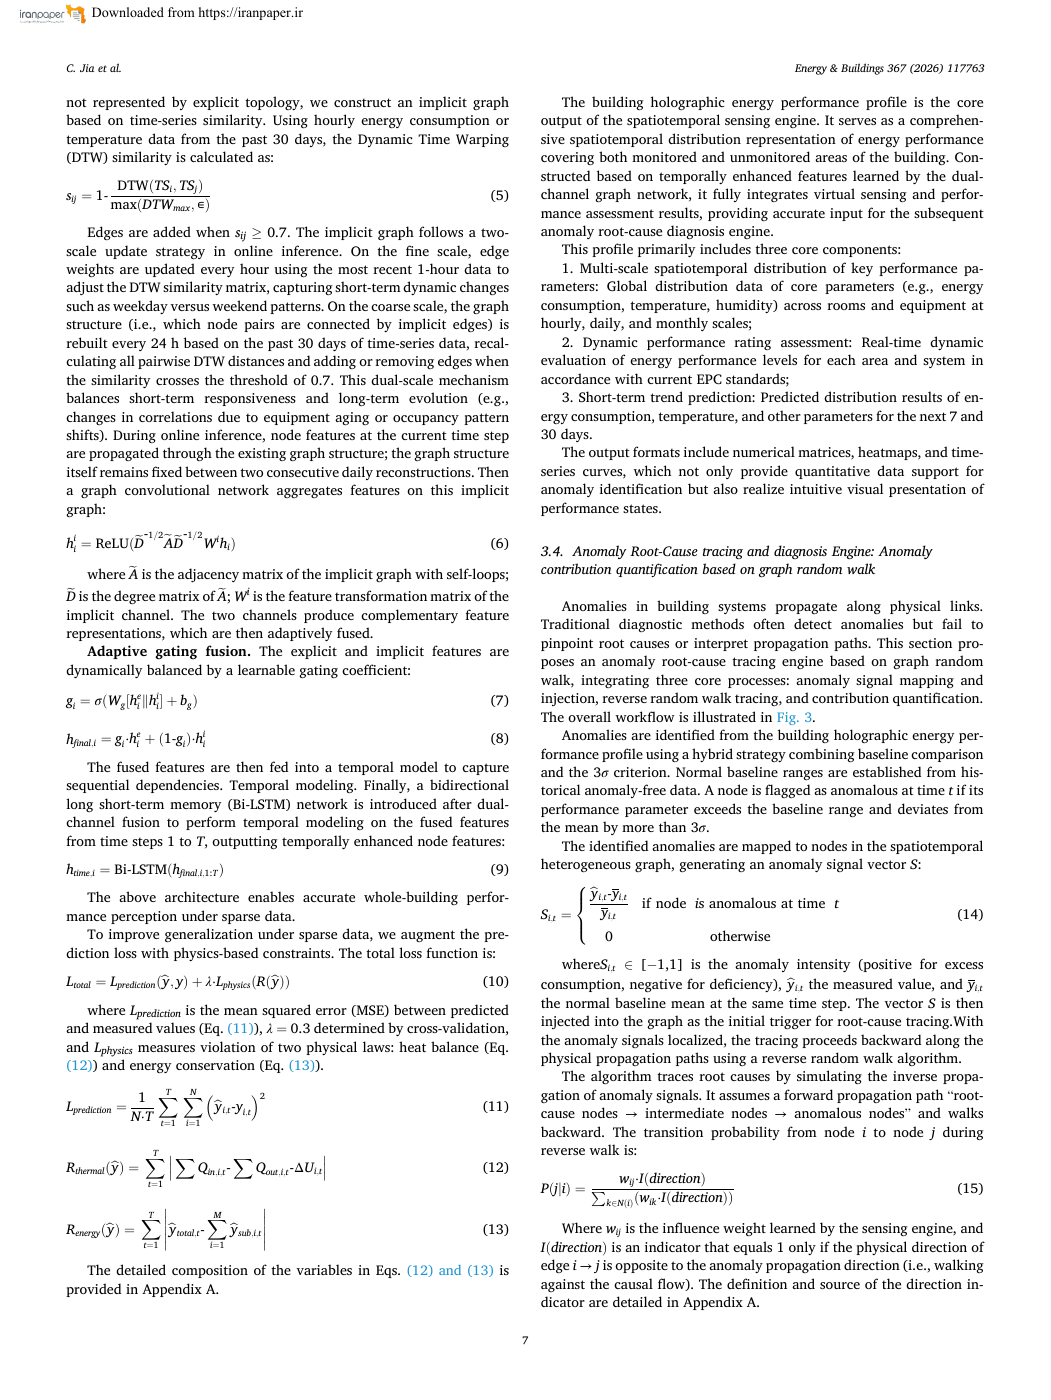 iranpaper Downloaded from https://iranpaper.ir
C. Jia et al.
Energy & Buildings 367 (2026) 117763
not represented by explicit topology, we construct an implicit graph
based on time-series similarity. Using hourly energy consumption or
temperature data from the past 30 days, the Dynamic Time Warping
(DTW) similarity is calculated as:
s_ij = 1- DTW(TS_i, TS_j) / max(DTW_max, ∈) (5)
Edges are added when s_ij ≥ 0.7. The implicit graph follows a two-
scale update strategy in online inference. On the fine scale, edge
weights are updated every hour using the most recent 1-hour data to
adjust the DTW similarity matrix, capturing short-term dynamic changes
such as weekday versus weekend patterns. On the coarse scale, the graph
structure (i.e., which node pairs are connected by implicit edges) is
rebuilt every 24 h based on the past 30 days of time-series data, recal-
culating all pairwise DTW distances and adding or removing edges when
the similarity crosses the threshold of 0.7. This dual-scale mechanism
balances short-term responsiveness and long-term evolution (e.g.,
changes in correlations due to equipment aging or occupancy pattern
shifts). During online inference, node features at the current time step
are propagated through the existing graph structure; the graph structure
itself remains fixed between two consecutive daily reconstructions. Then
a graph convolutional network aggregates features on this implicit
graph:
h_i^i = ReLU(D̃^-1/2 Ã D̃^-1/2 W^i h_i) (6)
where Ã is the adjacency matrix of the implicit graph with self-loops;
D̃ is the degree matrix of Ã; W^i is the feature transformation matrix of the
implicit channel. The two channels produce complementary feature
representations, which are then adaptively fused.
Adaptive gating fusion. The explicit and implicit features are
dynamically balanced by a learnable gating coefficient:
g_i = σ(W_g[h_i^e‖h_i^i] + b_g) (7)
h_final,i = g_i·h_i^e + (1-g_i)·h_i^i (8)
The fused features are then fed into a temporal model to capture
sequential dependencies. Temporal modeling. Finally, a bidirectional
long short-term memory (Bi-LSTM) network is introduced after dual-
channel fusion to perform temporal modeling on the fused features
from time steps 1 to T, outputting temporally enhanced node features:
h_time,i = Bi-LSTM(h_final,i,1:T) (9)
The above architecture enables accurate whole-building perfor-
mance perception under sparse data.
To improve generalization under sparse data, we augment the pre-
diction loss with physics-based constraints. The total loss function is:
L_total = L_prediction(ŷ, y) + λ·L_physics(R(ŷ)) (10)
where L_prediction is the mean squared error (MSE) between predicted
and measured values (Eq. (11)), λ = 0.3 determined by cross-validation,
and L_physics measures violation of two physical laws: heat balance (Eq.
(12)) and energy conservation (Eq. (13)).
L_prediction = 1/(N·T) ∑_{t=1}^{T} ∑_{i=1}^{N} (ŷ_i,t-y_i,t)^2 (11)
R_thermal(ŷ) = ∑_{t=1}^{T} |∑Q_in,i,t-∑Q_out,i,t-ΔU_i,t| (12)
R_energy(ŷ) = ∑_{t=1}^{T} |ŷ_total,t-∑_{i=1}^{M} ŷ_sub,i,t| (13)
The detailed composition of the variables in Eqs. (12) and (13) is
provided in Appendix A.
The building holographic energy performance profile is the core
output of the spatiotemporal sensing engine. It serves as a comprehen-
sive spatiotemporal distribution representation of energy performance
covering both monitored and unmonitored areas of the building. Con-
structed based on temporally enhanced features learned by the dual-
channel graph network, it fully integrates virtual sensing and perfor-
mance assessment results, providing accurate input for the subsequent
anomaly root-cause diagnosis engine.
This profile primarily includes three core components:
1. Multi-scale spatiotemporal distribution of key performance pa-
rameters: Global distribution data of core parameters (e.g., energy
consumption, temperature, humidity) across rooms and equipment at
hourly, daily, and monthly scales;
2. Dynamic performance rating assessment: Real-time dynamic
evaluation of energy performance levels for each area and system in
accordance with current EPC standards;
3. Short-term trend prediction: Predicted distribution results of en-
ergy consumption, temperature, and other parameters for the next 7 and
30 days.
The output formats include numerical matrices, heatmaps, and time-
series curves, which not only provide quantitative data support for
anomaly identification but also realize intuitive visual presentation of
performance states.
3.4. Anomaly Root-Cause tracing and diagnosis Engine: Anomaly
contribution quantification based on graph random walk
Anomalies in building systems propagate along physical links.
Traditional diagnostic methods often detect anomalies but fail to
pinpoint root causes or interpret propagation paths. This section pro-
poses an anomaly root-cause tracing engine based on graph random
walk, integrating three core processes: anomaly signal mapping and
injection, reverse random walk tracing, and contribution quantification.
The overall workflow is illustrated in Fig. 3.
Anomalies are identified from the building holographic energy per-
formance profile using a hybrid strategy combining baseline comparison
and the 3σ criterion. Normal baseline ranges are established from his-
torical anomaly-free data. A node is flagged as anomalous at time t if its
performance parameter exceeds the baseline range and deviates from
the mean by more than 3σ.
The identified anomalies are mapped to nodes in the spatiotemporal
heterogeneous graph, generating an anomaly signal vector S:
S_i,t = { (ŷ_i,t-ȳ_i,t)/ȳ_i,t if node is anomalous at time t (14)
0 otherwise
whereS_i,t ∈ [−1,1] is the anomaly intensity (positive for excess
consumption, negative for deficiency), ŷ_i,t the measured value, and ȳ_i,t
the normal baseline mean at the same time step. The vector S is then
injected into the graph as the initial trigger for root-cause tracing.With
the anomaly signals localized, the tracing proceeds backward along the
physical propagation paths using a reverse random walk algorithm.
The algorithm traces root causes by simulating the inverse propa-
gation of anomaly signals. It assumes a forward propagation path “root-
cause nodes → intermediate nodes → anomalous nodes” and walks
backward. The transition probability from node i to node j during
reverse walk is:
P(j|i) = w_ij·I(direction) / ∑_{k∈N(i)}(w_ik·I(direction)) (15)
Where w_ij is the influence weight learned by the sensing engine, and
I(direction) is an indicator that equals 1 only if the physical direction of
edge i → j is opposite to the anomaly propagation direction (i.e., walking
against the causal flow). The definition and source of the direction in-
dicator are detailed in Appendix A.
7